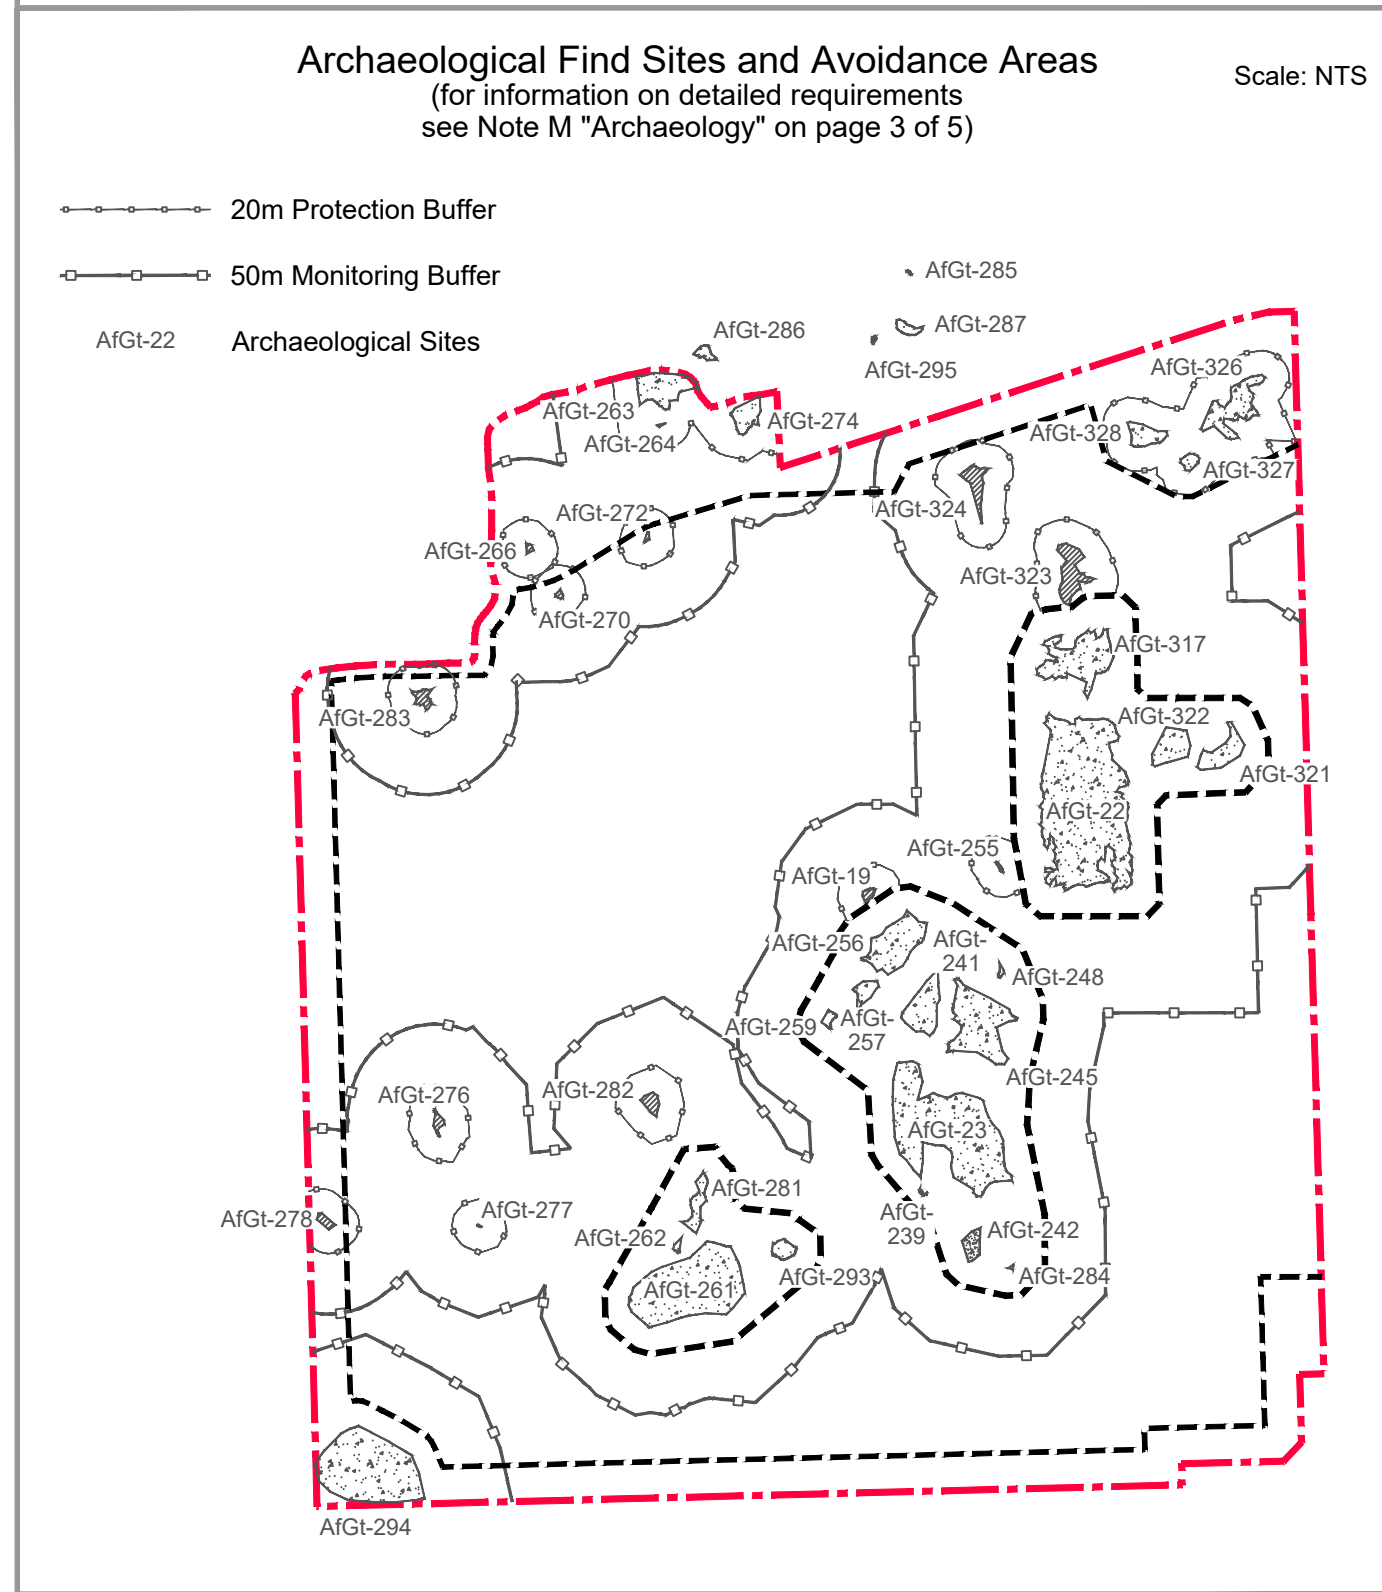 Archaeological Find Sites and Avoidance Areas
Scale: NTS
(for information on detailed requirements
see Note M "Archaeology" on page 3 of 5)
20m Protection Buffer
50m Monitoring Buffer
AfGt-22 Archaeological Sites
AfGt-285
AfGt-286
AfGt-287
AfGt-295
AfGt-326
AfGt-263
AfGt-274
AfGt-264
AfGt-328
AfGt-327
AfGt-272
AfGt-324
AfGt-266
AfGt-323
AfGt-270
AfGt-317
AfGt-283
AfGt-322
AfGt-321
AfGt-22
AfGt-255
AfGt-19
AfGt-256
AfGt-
241
AfGt-248
AfGt-259
AfGt-
257
AfGt-245
AfGt-276
AfGt-282
AfGt-23
AfGt-281
AfGt-278
AfGt-277
AfGt-
239
AfGt-242
AfGt-262
AfGt-293
AfGt-284
AfGt-261
AfGt-294